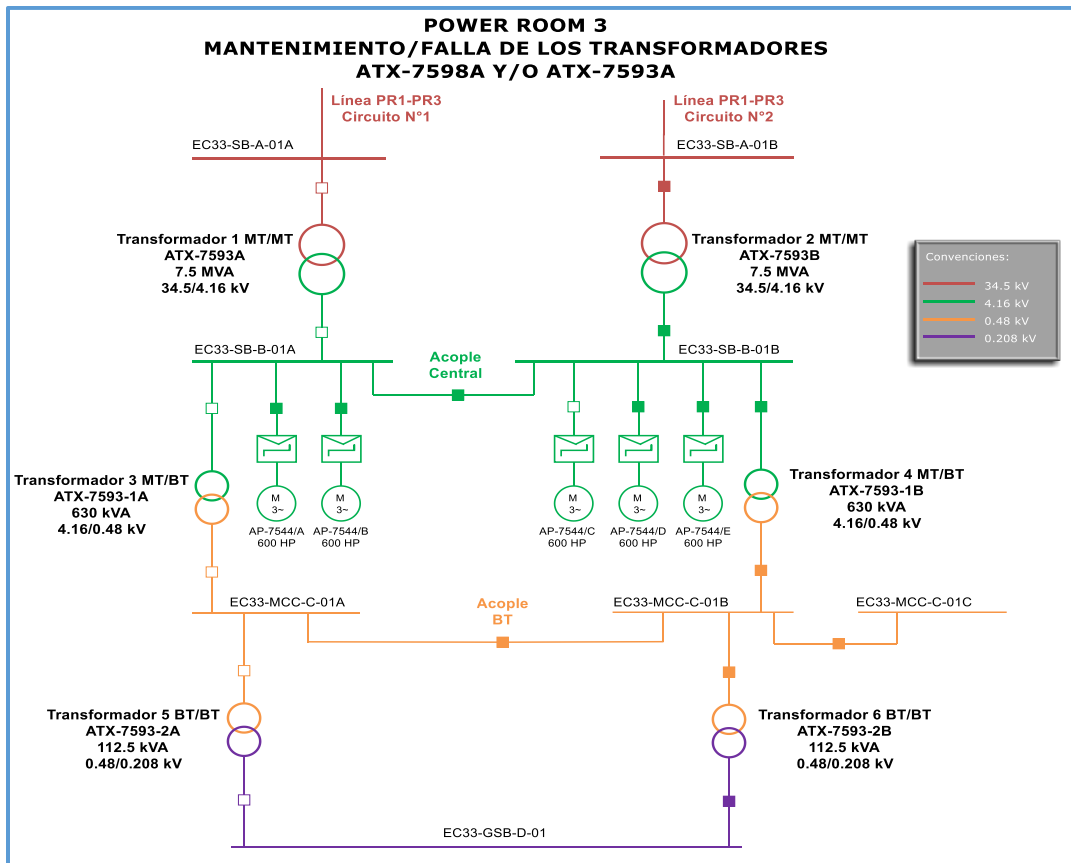 POWER ROOM 3
MANTENIMIENTO/FALLA DE LOS TRANSFORMADORES
ATX-7598A Y/O ATX-7593A
Línea PR1-PR3
Circuito N°1
Línea PR1-PR3
Circuito N°2
EC33-SB-A-01A
EC33-SB-A-01B
Transformador 1 MT/MT
ATX-7593A
7.5 MVA
34.5/4.16 kV
Transformador 2 MT/MT
ATX-7593B
7.5 MVA
34.5/4.16 kV
Convenciones:
34.5 kV
4.16 kV
0.48 kV
0.208 kV
EC33-SB-B-01A
Acople
Central
EC33-SB-B-01B
Transformador 3 MT/BT
ATX-7593-1A
630 kVA
4.16/0.48 kV
M
3~
AP-7544/A
600 HP
M
3~
AP-7544/B
600 HP
M
3~
AP-7544/C
600 HP
M
3~
AP-7544/D
600 HP
M
3~
AP-7544/E
600 HP
Transformador 4 MT/BT
ATX-7593-1B
630 kVA
4.16/0.48 kV
EC33-MCC-C-01A
Acople
BT
EC33-MCC-C-01B
EC33-MCC-C-01C
Transformador 5 BT/BT
ATX-7593-2A
112.5 kVA
0.48/0.208 kV
Transformador 6 BT/BT
ATX-7593-2B
112.5 kVA
0.48/0.208 kV
EC33-GSB-D-01